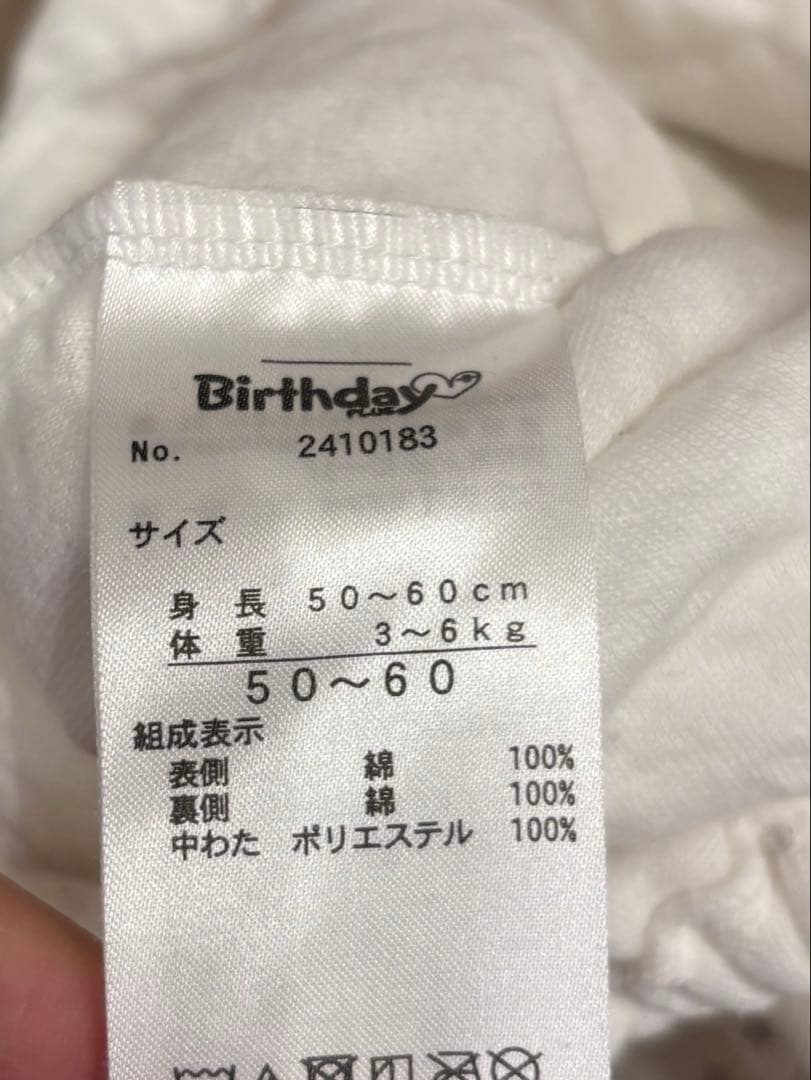 Birthday
PLUS
No. 2410183
サイズ
身長 50～60cm
体重 3～6kg
50～60
組成表示
表側 綿 100%
裏側 綿 100%
中わた ポリエステル 100%